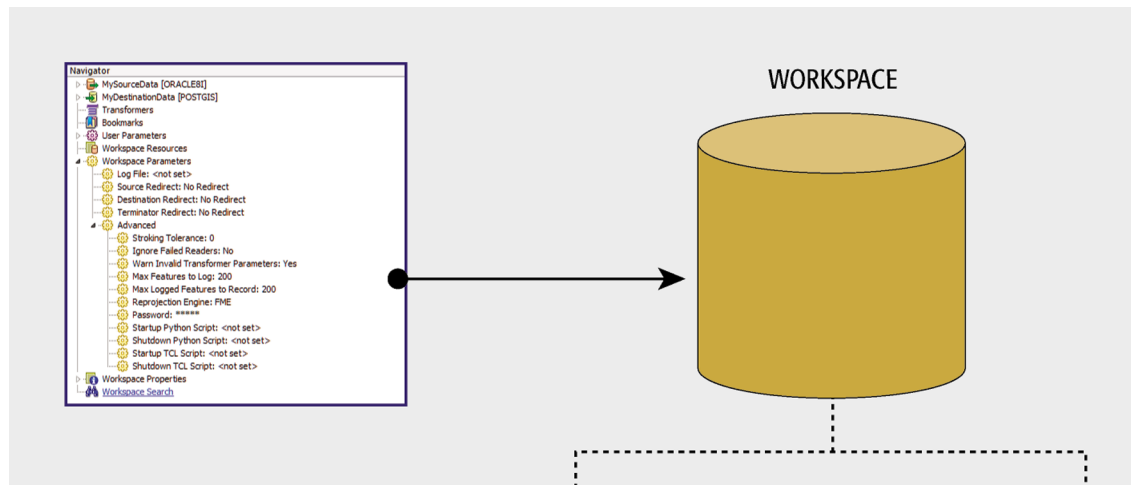 Navigator
MySourceData [ORACLE8I]
MyDestinationData [POSTGIS]
Transformers
Bookmarks
User Parameters
Workspace Resources
Workspace Parameters
Log File: <not set>
Source Redirect: No Redirect
Destination Redirect: No Redirect
Terminator Redirect: No Redirect
Advanced
Stroking Tolerance: 0
Ignore Failed Readers: No
Warn Invalid Transformer Parameters: Yes
Max Features to Log: 200
Max Logged Features to Record: 200
Reprojection Engine: FME
Password: *****
Startup Python Script: <not set>
Shutdown Python Script: <not set>
Startup TCL Script: <not set>
Shutdown TCL Script: <not set>
Workspace Properties
Workspace Search
WORKSPACE